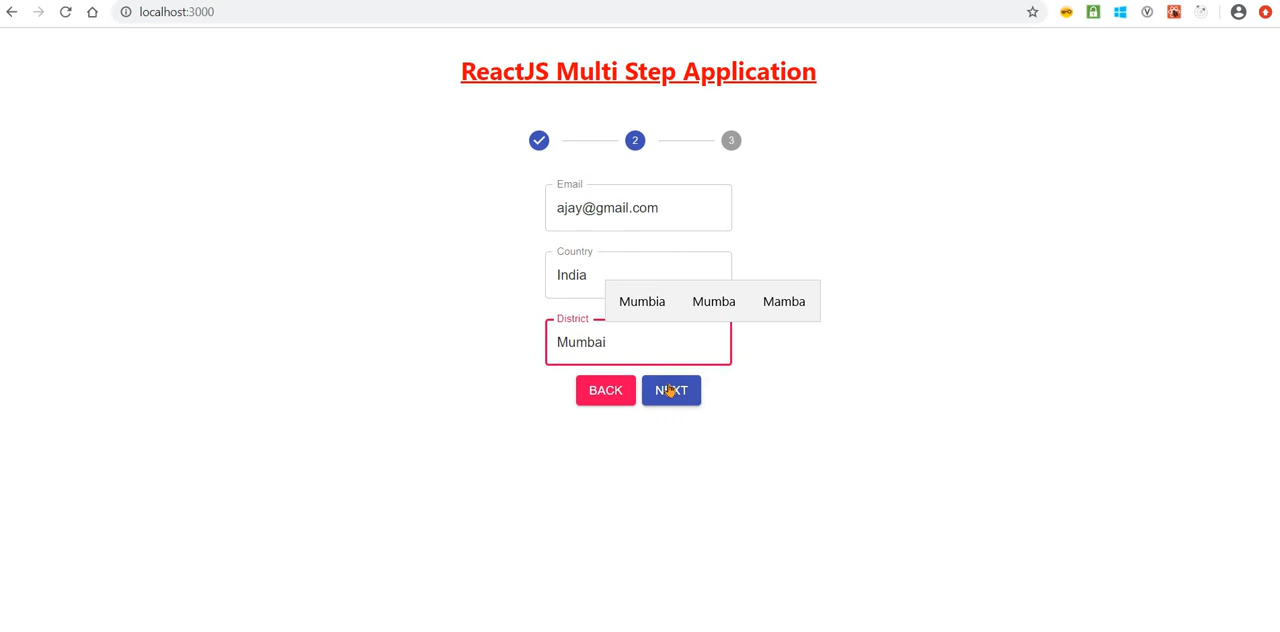 localhost:3000
ReactJS Multi Step Application
2
3
Email
ajay@gmail.com
Country
India
Mumbia Mumba Mamba
District
Mumbai
BACK NEXT